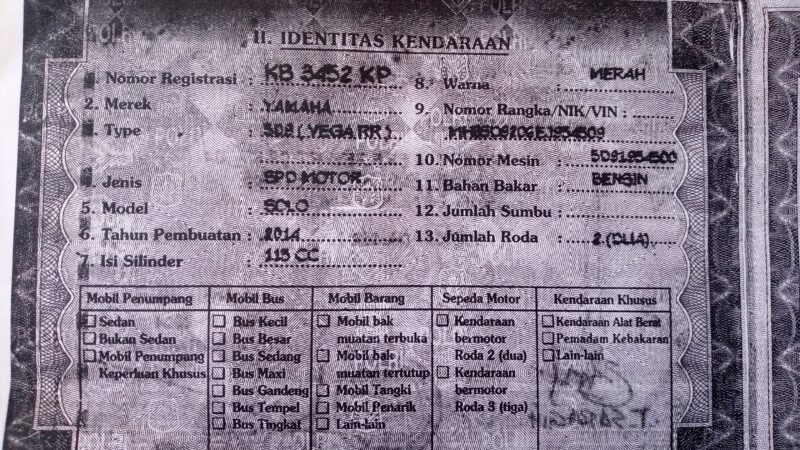 II. IDENTITAS KENDARAAN
1. Nomor Registrasi : KB 3452 KP
2. Merek : YAMAHA
3. Type : 5D9 (VEGA RR)
4. Jenis : SPD MOTOR
5. Model : SOLO
6. Tahun Pembuatan : 2014
7. Isi Silinder : 115 CC
8. Warna : MERAH
9. Nomor Rangka/NIK/VIN :
10. Nomor Mesin :
11. Bahan Bakar : BENSIN
12. Jumlah Sumbu :
13. Jumlah Roda : 2 (DUA)
Mobil Penumpang
Sedan
Bukan Sedan
Mobil Penumpang
Keperluan Khusus
Mobil Bus
Bus Kecil
Bus Besar
Bus Sedang
Bus Maxi
Bus Gandeng
Bus Tempel
Bus Tingkat
Mobil Barang
Mobil bak
muatan terbuka
Mobil bak
muatan tertutup
Mobil Tangki
Mobil Penarik
Lain-lain
Sepeda Motor
Kendaraan
bermotor
Roda 2 (dua)
Kendaraan
bermotor
Roda 3 (tiga)
Kendaraan Khusus
Kendaraan Alat Berat
Pemadam Kebakaran
Lain-lain